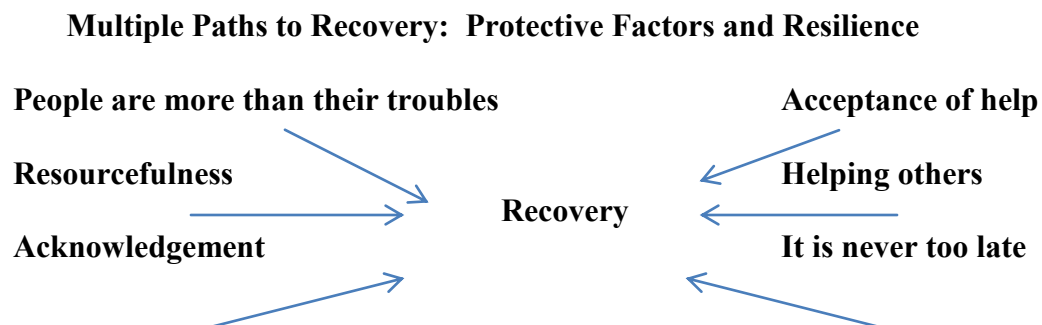 Multiple Paths to Recovery:  Protective Factors and Resilience
People are more than their troubles
Acceptance of help
Resourcefulness
Helping others
Recovery
Acknowledgement
It is never too late